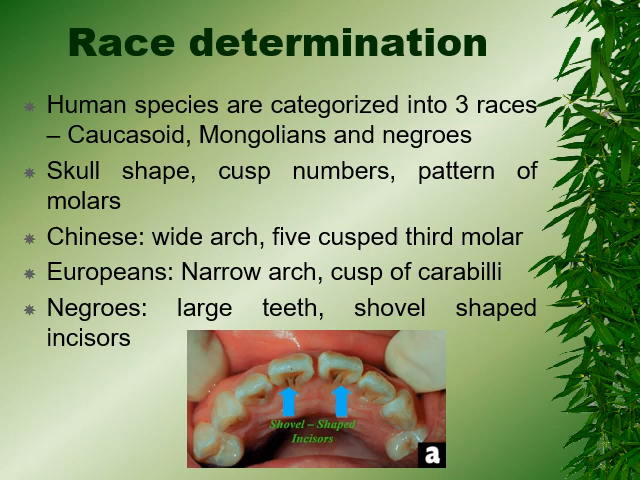 Race determination
Human species are categorized into 3 races
– Caucasoid, Mongolians and negroes
Skull shape, cusp numbers, pattern of
molars
Chinese: wide arch, five cusped third molar
Europeans: Narrow arch, cusp of carabilli
Negroes: large teeth, shovel shaped
incisors
Shovel – Shaped
Incisors
a